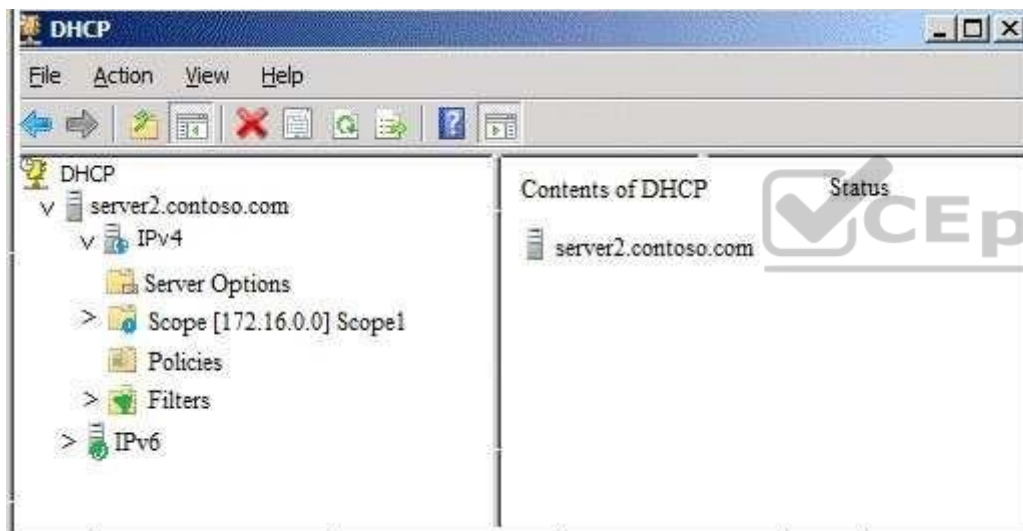 DHCP
File Action View Help
DHCP
server2.contoso.com
IPv4
Server Options
Scope [172.16.0.0] Scope1
Policies
Filters
IPv6
Contents of DHCP Status
server2.contoso.com
CEp